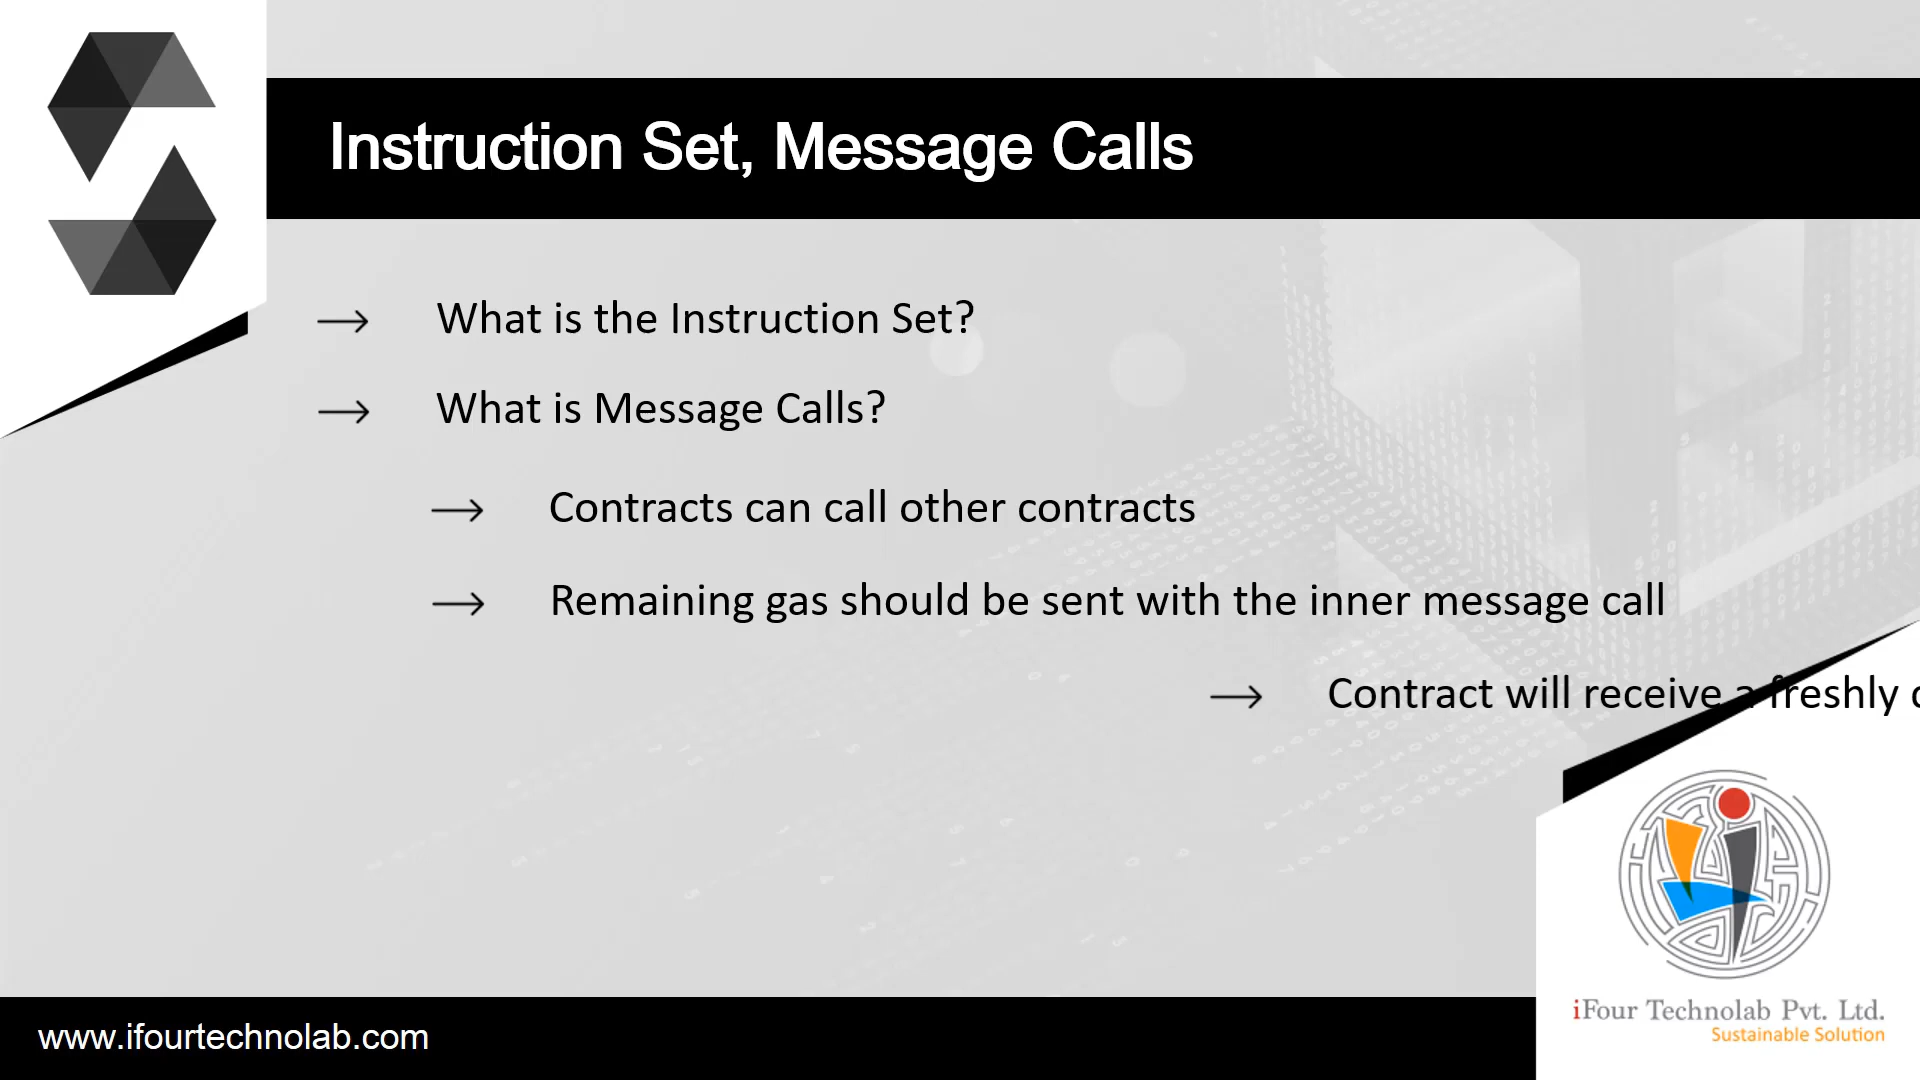 Instruction Set, Message Calls
What is the Instruction Set?
What is Message Calls?
Contracts can call other contracts
Remaining gas should be sent with the inner message call
Contract will receive a freshly
iFour Technolab Pvt. Ltd.
Sustainable Solution
www.ifourtechnolab.com